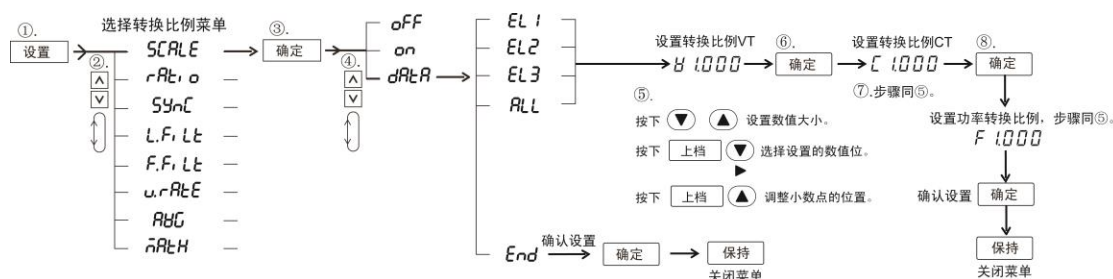 ①.
设置
选择转换比例菜单
②.
SCALE
rAtio
SYnC
L.FiLt
F.FiLt
u.rAtE
AVG
MAtH
③.
确定
④.
oFF
on
dAtA
EL1
EL2
EL3
ALL
End
确认设置
确定
保持
关闭菜单
设置转换比例VT
V 1.000
⑤.
按下 ▼ ▲ 设置数值大小。
按下 上档 ▼ 选择设置的数值位。
▶
按下 上档 ▲ 调整小数点的位置。
⑥.
确定
设置转换比例CT
C 1.000
⑦.步骤同⑤。
⑧.
确定
设置功率转换比例，步骤同⑤。
F 1.000
确认设置
确定
保持
关闭菜单